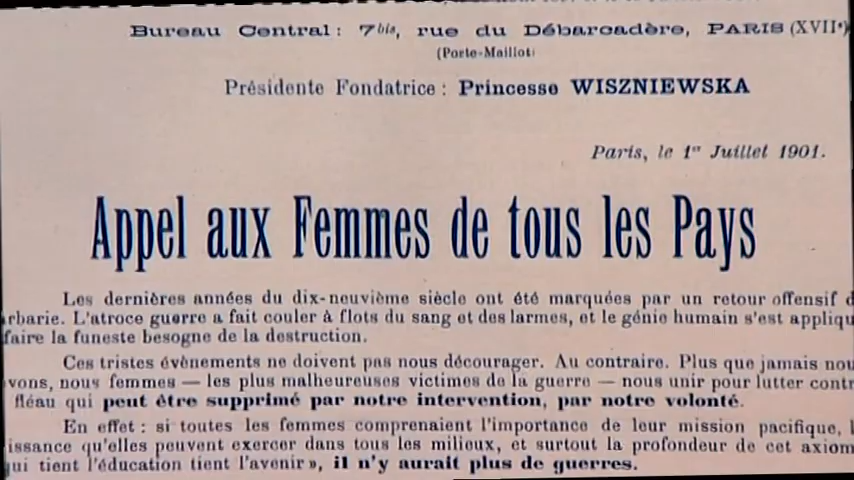 Bureau Central : 7bis, rue du Débarcadère, PARIS (XVIIe)
(Porte-Maillot)
Présidente Fondatrice : Princesse WISZNIEWSKA
Paris, le 1er Juillet 1901.
Appel aux Femmes de tous les Pays
Les dernières années du dix-neuvième siècle ont été marquées par un retour offensif d
rbarie. L'atroce guerre a fait couler à flots du sang et des larmes, et le génie humain s'est appliqu
faire la funeste besogne de la destruction.
Ces tristes évènements ne doivent pas nous décourager. Au contraire. Plus que jamais nou
vons, nous femmes — les plus malheureuses victimes de la guerre — nous unir pour lutter contr
fléau qui peut être supprimé par notre intervention, par notre volonté.
En effet : si toutes les femmes comprenaient l'importance de leur mission pacifique, l
issance qu'elles peuvent exercer dans tous les milieux, et surtout la profondeur de cet axiom
qui tient l'éducation tient l'avenir », il n'y aurait plus de guerres.